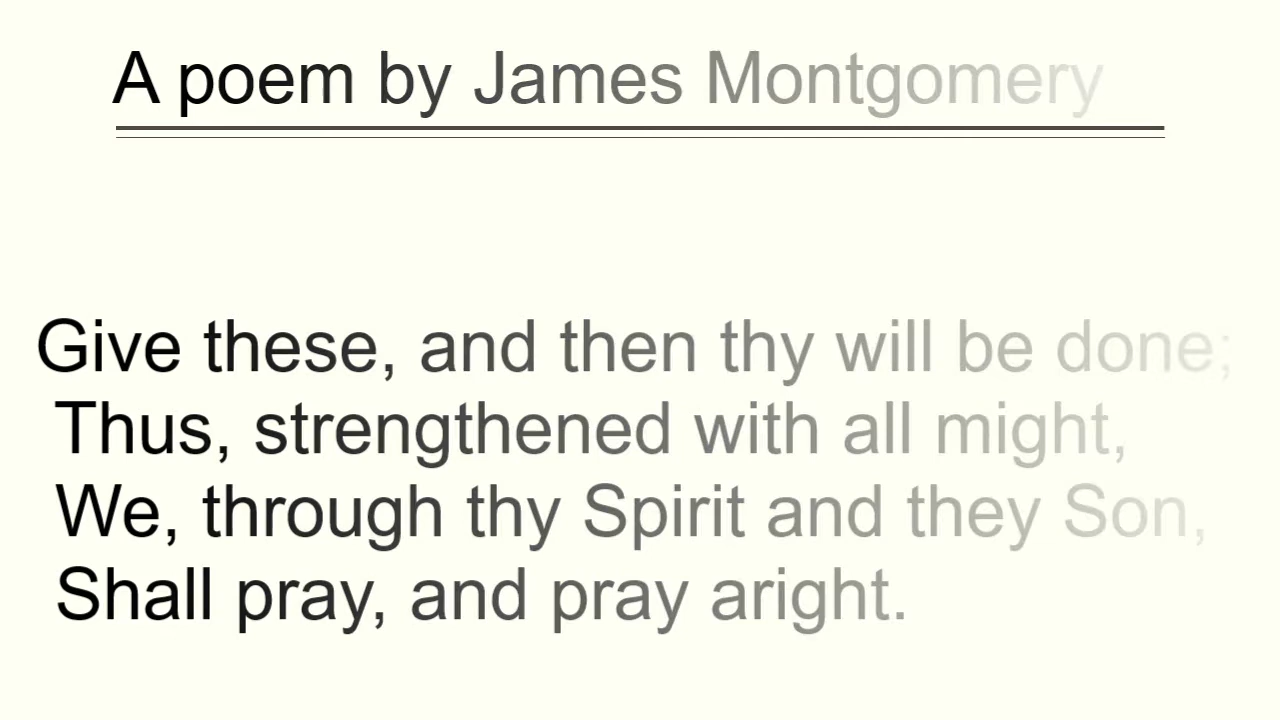 A poem by James Montgomery
Give these, and then thy will be done;
Thus, strengthened with all might,
We, through thy Spirit and they Son,
Shall pray, and pray aright.